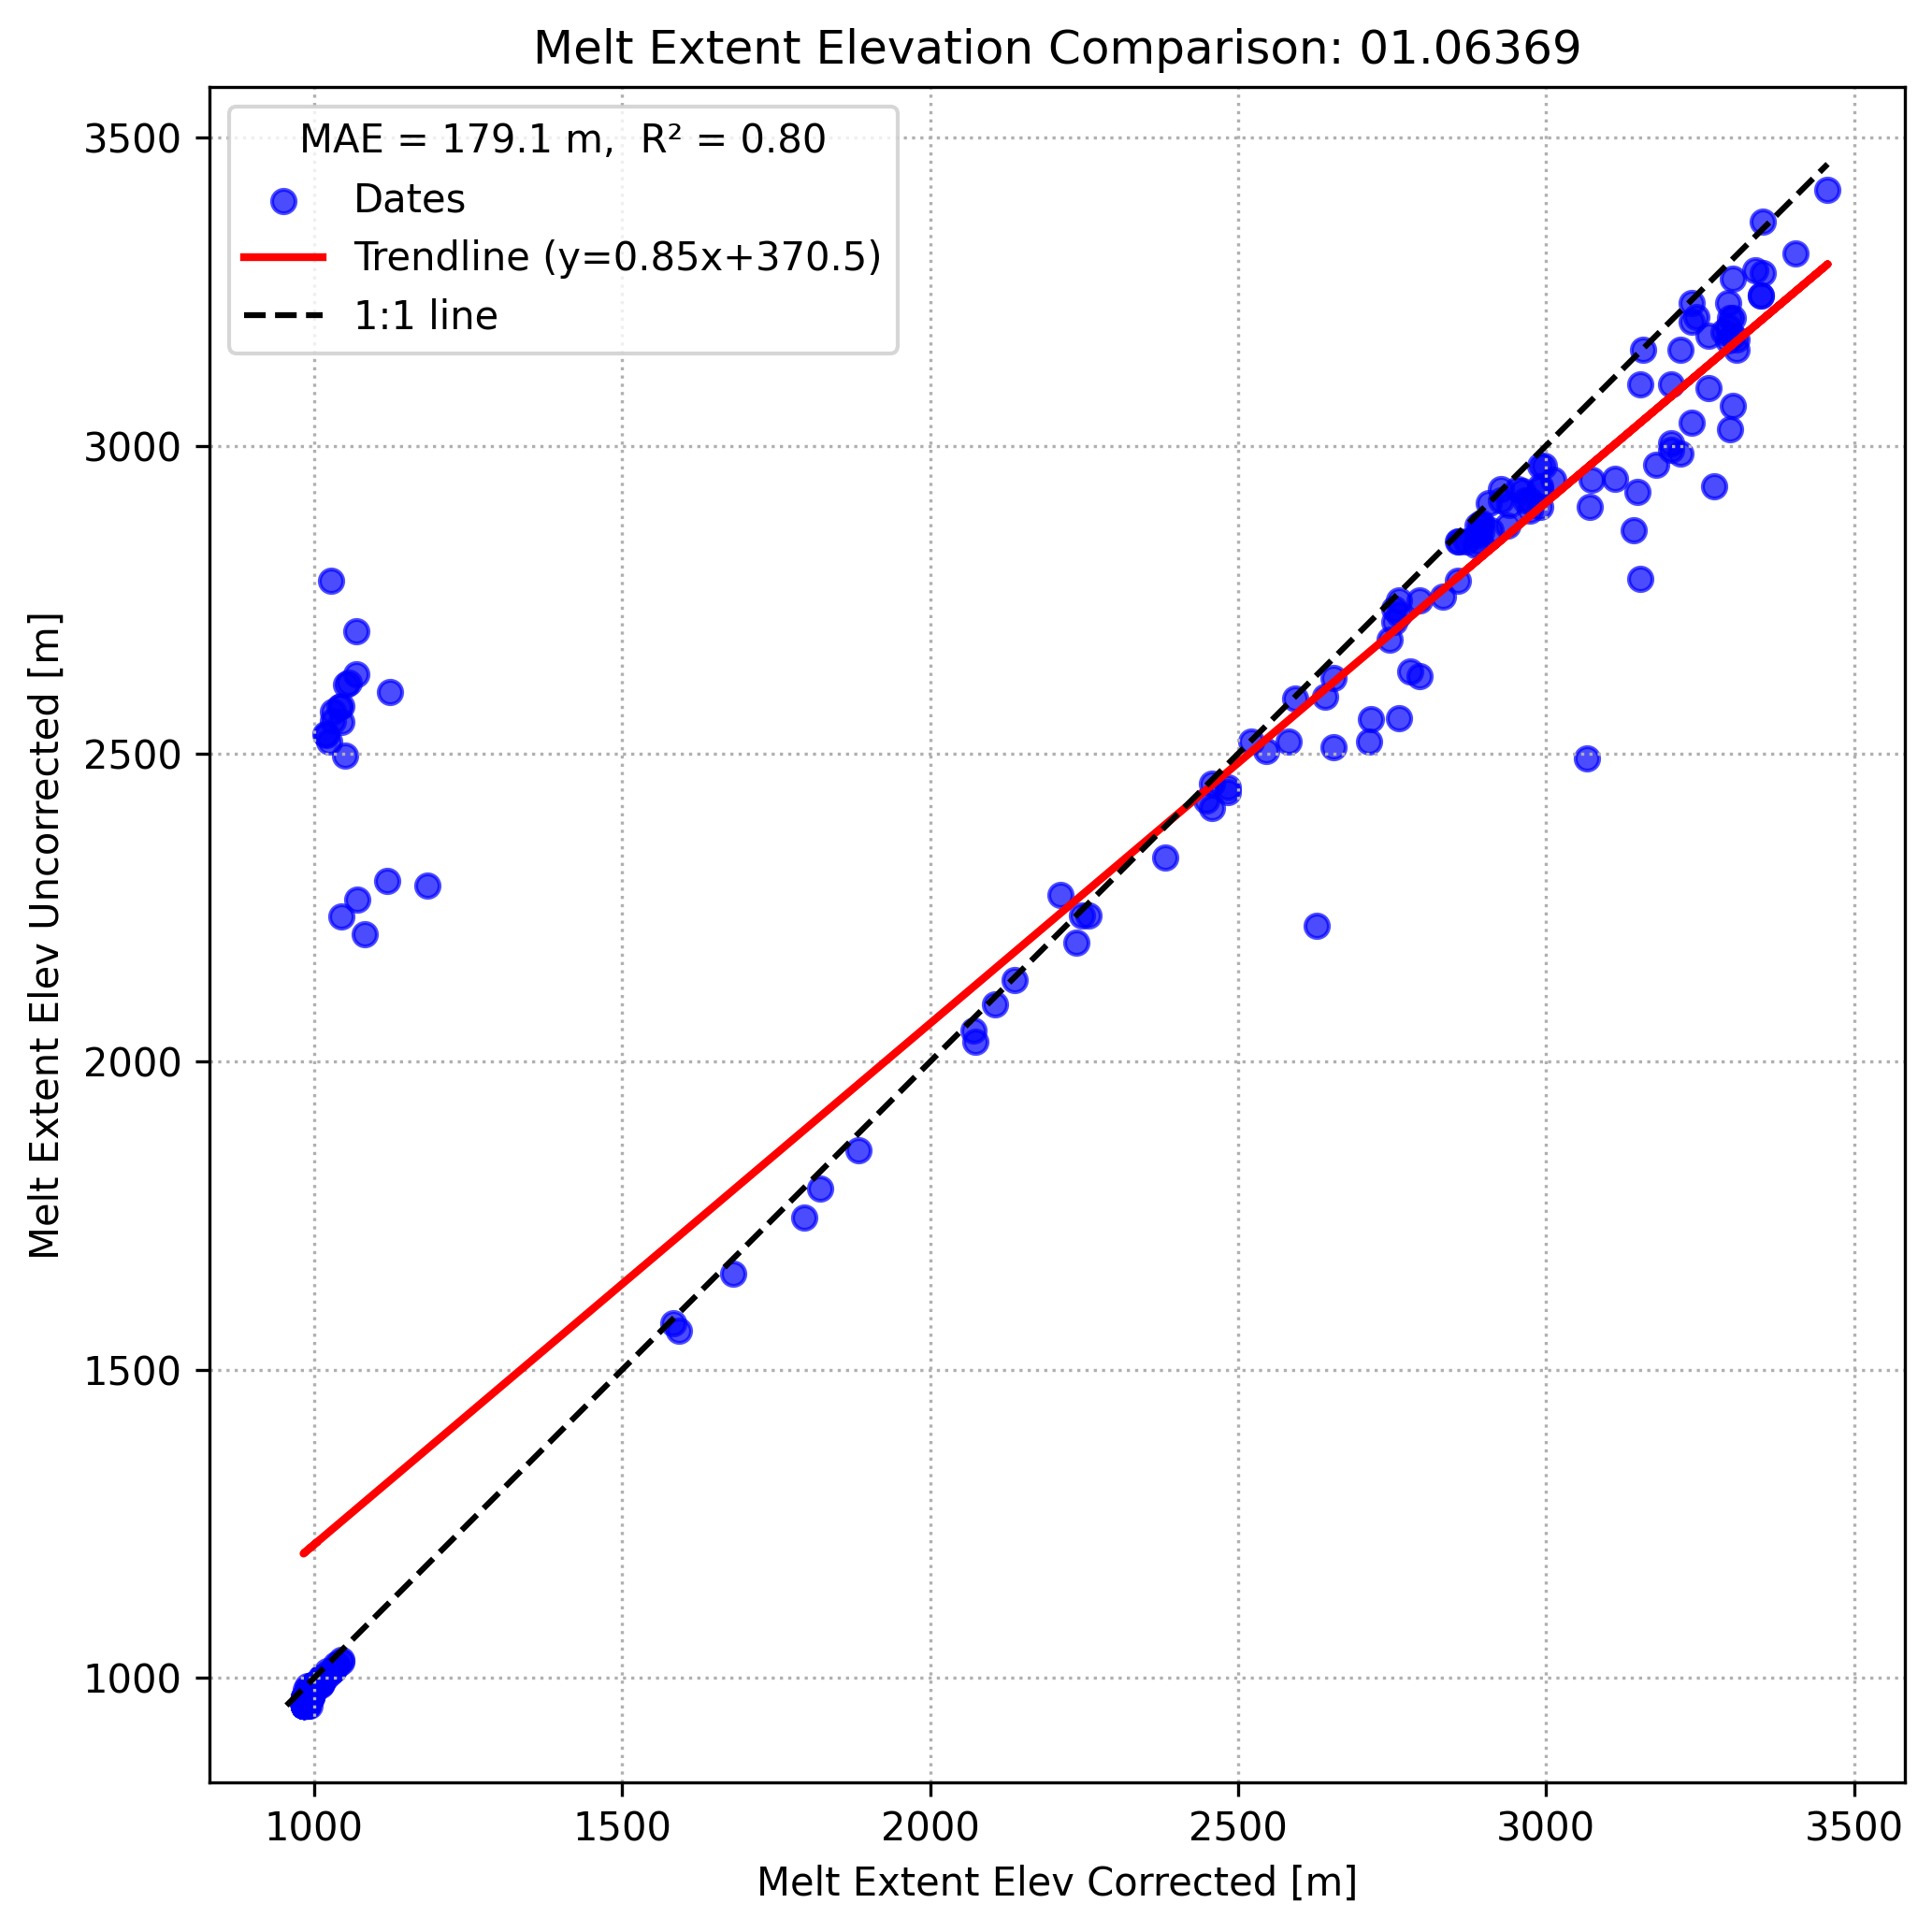 Melt Extent Elevation Comparison: 01.06369
MAE = 179.1 m,  R² = 0.80
Dates
Trendline (y=0.85x+370.5)
1:1 line
3500
3000
2500
2000
1500
1000
Melt Extent Elev Uncorrected [m]
1000 1500 2000 2500 3000 3500
Melt Extent Elev Corrected [m]